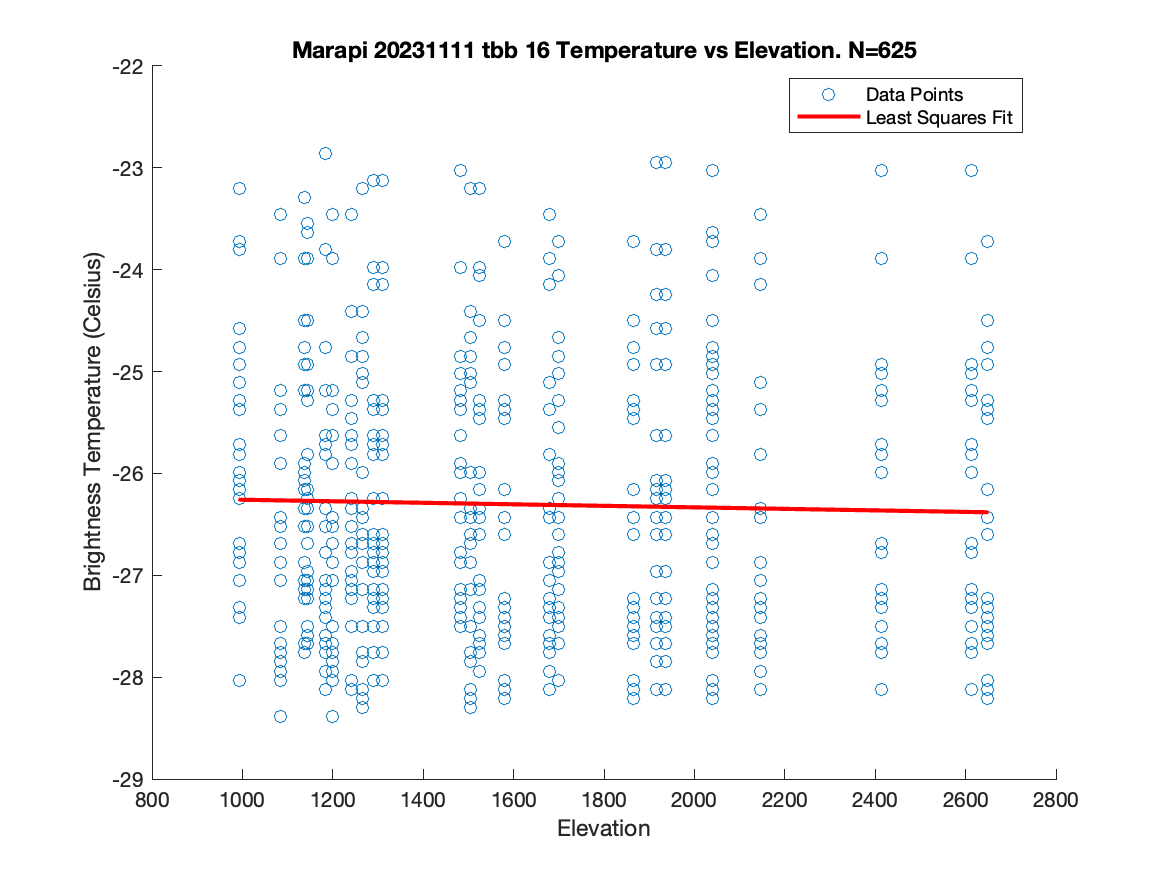 Marapi 20231111 tbb 16 Temperature vs Elevation. N=625
Data Points
Least Squares Fit
Brightness Temperature (Celsius)
-22
-23
-24
-25
-26
-27
-28
-29
800 1000 1200 1400 1600 1800 2000 2200 2400 2600 2800
Elevation